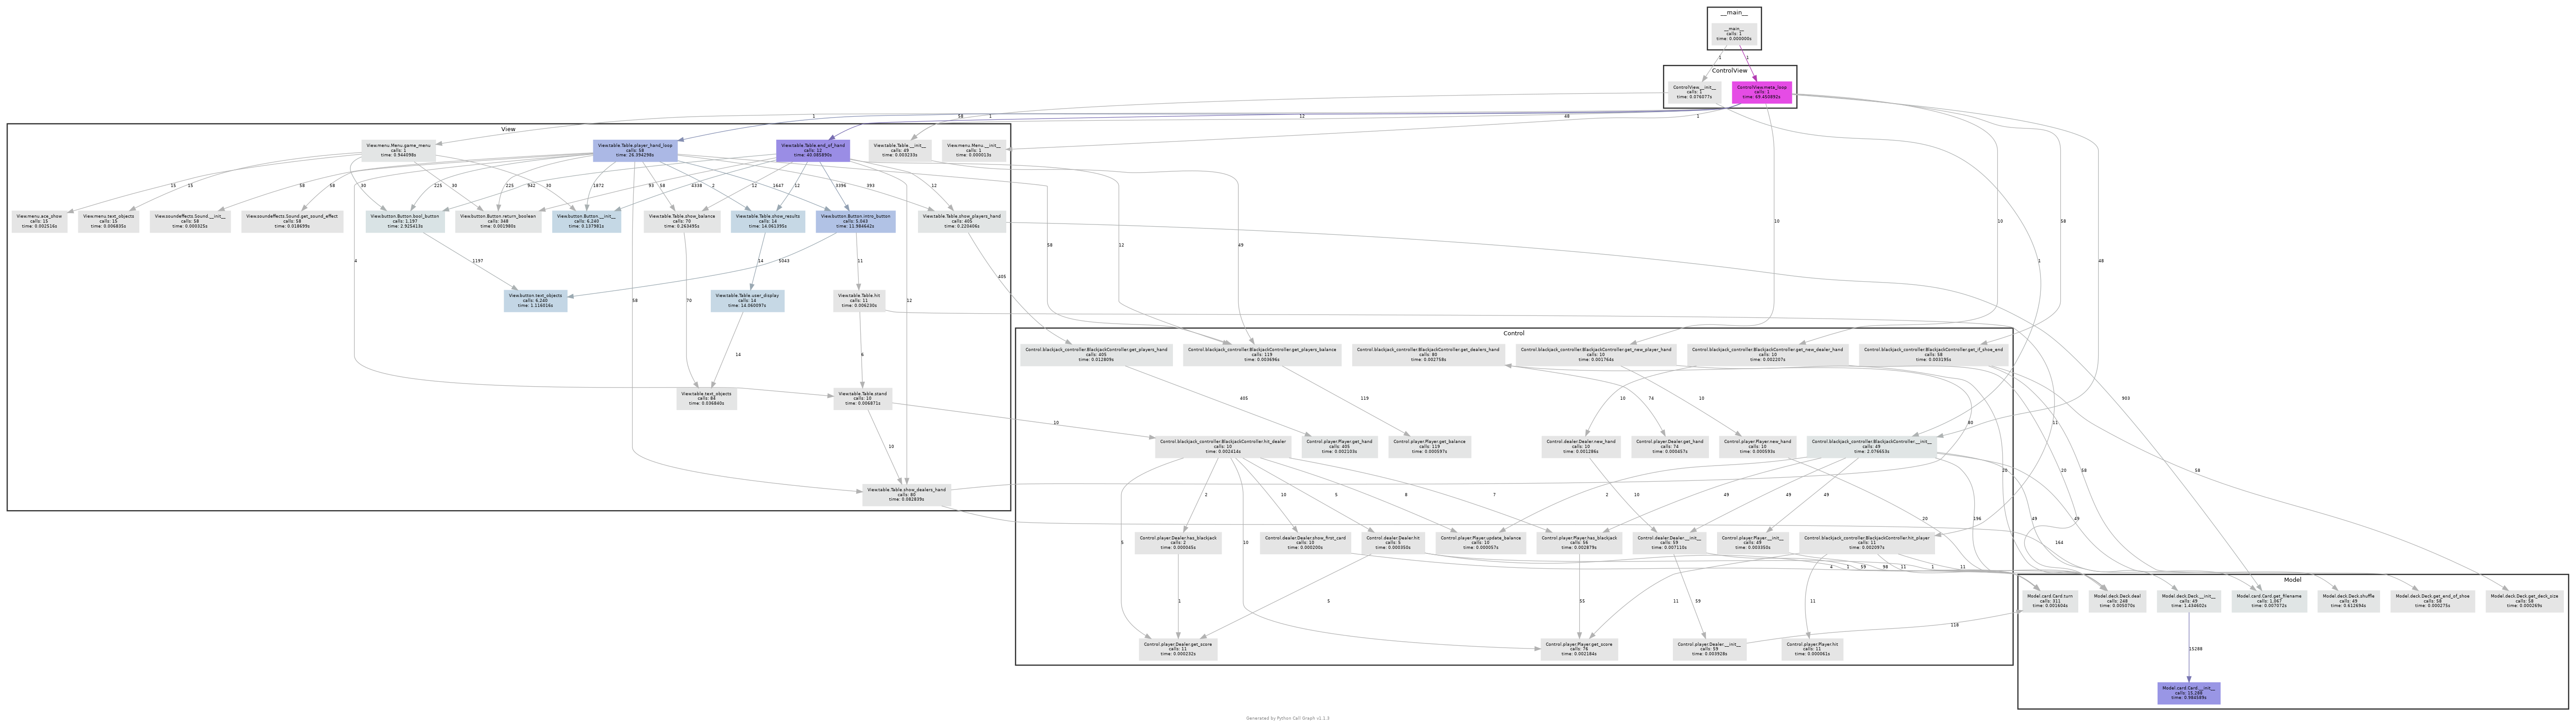 __main__
__main__
calls: 1
time: 0.000000s
1
1
ControlView
ControlView.__init__
calls: 1
time: 0.076077s
ControlView.meta_loop
calls: 1
time: 69.450892s
1
58
1
12
48
1
View
View.menu.Menu.game_menu
calls: 1
time: 0.944098s
View.table.Table.player_hand_loop
calls: 58
time: 26.394298s
View.table.Table.end_of_hand
calls: 12
time: 40.080890s
View.table.Table.__init__
calls: 49
time: 0.003233s
View.menu.Menu.__init__
calls: 1
time: 0.000013s
10
10
58
48
1
15
15
58
58
30
225
30
225
942
93
30
1872
4338
58
12
2
12
1647
3396
393
12
View.menu.ace_show
calls: 15
time: 0.002516s
View.menu.text_objects
calls: 15
time: 0.006835s
View.soundeffects.Sound.__init__
calls: 58
time: 0.000325s
View.soundeffects.Sound.get_sound_effect
calls: 58
time: 0.018699s
View.button.Button.bool_button
calls: 1,197
time: 2.925413s
View.button.Button.return_boolean
calls: 348
time: 0.001980s
View.button.Button.__init__
calls: 6,240
time: 0.137981s
View.table.Table.show_balance
calls: 70
time: 0.263495s
View.table.Table.show_results
calls: 14
time: 14.061395s
View.button.Button.intro_button
calls: 5,043
time: 11.984642s
View.table.Table.show_players_hand
calls: 405
time: 0.220406s
4
1197
58
70
14
5043
11
12
405
58
12
49
View.button.text_objects
calls: 6,240
time: 1.116016s
View.table.Table.user_display
calls: 14
time: 14.060097s
View.table.Table.hit
calls: 11
time: 0.006230s
14
6
Control
Control.blackjack_controller.BlackjackController.get_players_hand
calls: 405
time: 0.012809s
Control.blackjack_controller.BlackjackController.get_players_balance
calls: 119
time: 0.003696s
Control.blackjack_controller.BlackjackController.get_dealers_hand
calls: 80
time: 0.002758s
Control.blackjack_controller.BlackjackController.get_new_player_hand
calls: 10
time: 0.001764s
Control.blackjack_controller.BlackjackController.get_new_dealer_hand
calls: 10
time: 0.002207s
Control.blackjack_controller.BlackjackController.get_if_shoe_end
calls: 58
time: 0.003195s
View.table.text_objects
calls: 84
time: 0.036840s
View.table.Table.stand
calls: 10
time: 0.006871s
405
119
10
74
10
903
10
10
80
11
Control.blackjack_controller.BlackjackController.hit_dealer
calls: 10
time: 0.002414s
Control.player.Player.get_hand
calls: 405
time: 0.002103s
Control.player.Player.get_balance
calls: 119
time: 0.000597s
Control.dealer.Dealer.new_hand
calls: 10
time: 0.001286s
Control.player.Dealer.get_hand
calls: 74
time: 0.000457s
Control.player.Player.new_hand
calls: 10
time: 0.000593s
Control.blackjack_controller.BlackjackController.__init__
calls: 49
time: 2.076653s
20
20
58
58
View.table.Table.show_dealers_hand
calls: 80
time: 0.082839s
2
10
5
8
7
10
2
49
49
49
20
196
49
49
164
Control.player.Dealer.has_blackjack
calls: 2
time: 0.000045s
Control.dealer.Dealer.show_first_card
calls: 10
time: 0.000200s
Control.dealer.Dealer.hit
calls: 5
time: 0.000350s
Control.player.Player.update_balance
calls: 10
time: 0.000057s
Control.player.Player.has_blackjack
calls: 56
time: 0.002879s
Control.dealer.Dealer.__init__
calls: 59
time: 0.007110s
Control.player.Player.__init__
calls: 49
time: 0.000350s
Control.blackjack_controller.BlackjackController.hit_player
calls: 11
time: 0.002097s
10
4
1
59
98
11
1
11
Model
Model.card.Card.turn
calls: 311
time: 0.001604s
Model.deck.Deck.deal
calls: 248
time: 0.005070s
Model.deck.Deck.__init__
calls: 49
time: 1.434602s
Model.card.Card.get_filename
calls: 1,067
time: 0.007072s
Model.deck.Deck.shuffle
calls: 49
time: 0.612694s
Model.deck.Deck.get_end_of_shoe
calls: 58
time: 0.000275s
Model.deck.Deck.get_deck_size
calls: 58
time: 0.000269s
1
5
55
59
11
11
118
Control.player.Dealer.get_score
calls: 11
time: 0.000232s
Control.player.Player.get_score
calls: 76
time: 0.002184s
Control.player.Dealer.__init__
calls: 59
time: 0.003928s
Control.player.Player.hit
calls: 11
time: 0.000061s
15288
Model.card.Card.__init__
calls: 15,288
time: 0.984589s
Generated by Python Call Graph v1.1.3